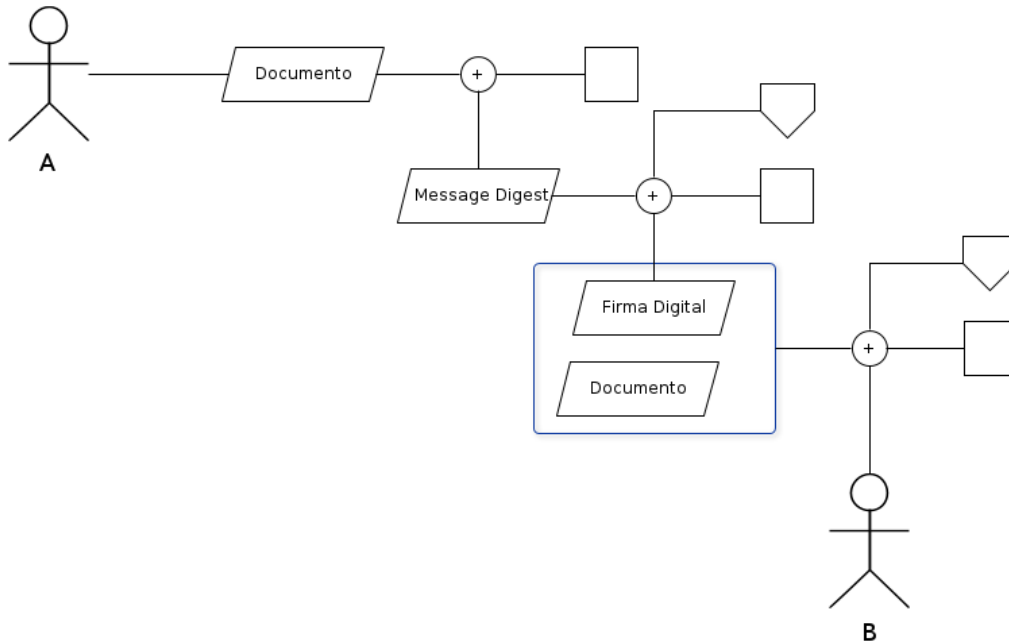 Documento
+
A
Message Digest
+
Firma Digital
+
Documento
B